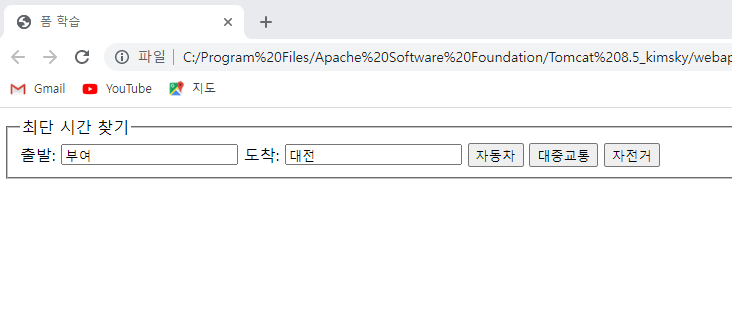 폼 학습
파일 C:/Program%20Files/Apache%20Software%20Foundation/Tomcat%208.5_kimsky/webap
Gmail YouTube 지도
최단 시간 찾기
출발: 부여 도착: 대전 자동차 대중교통 자전거